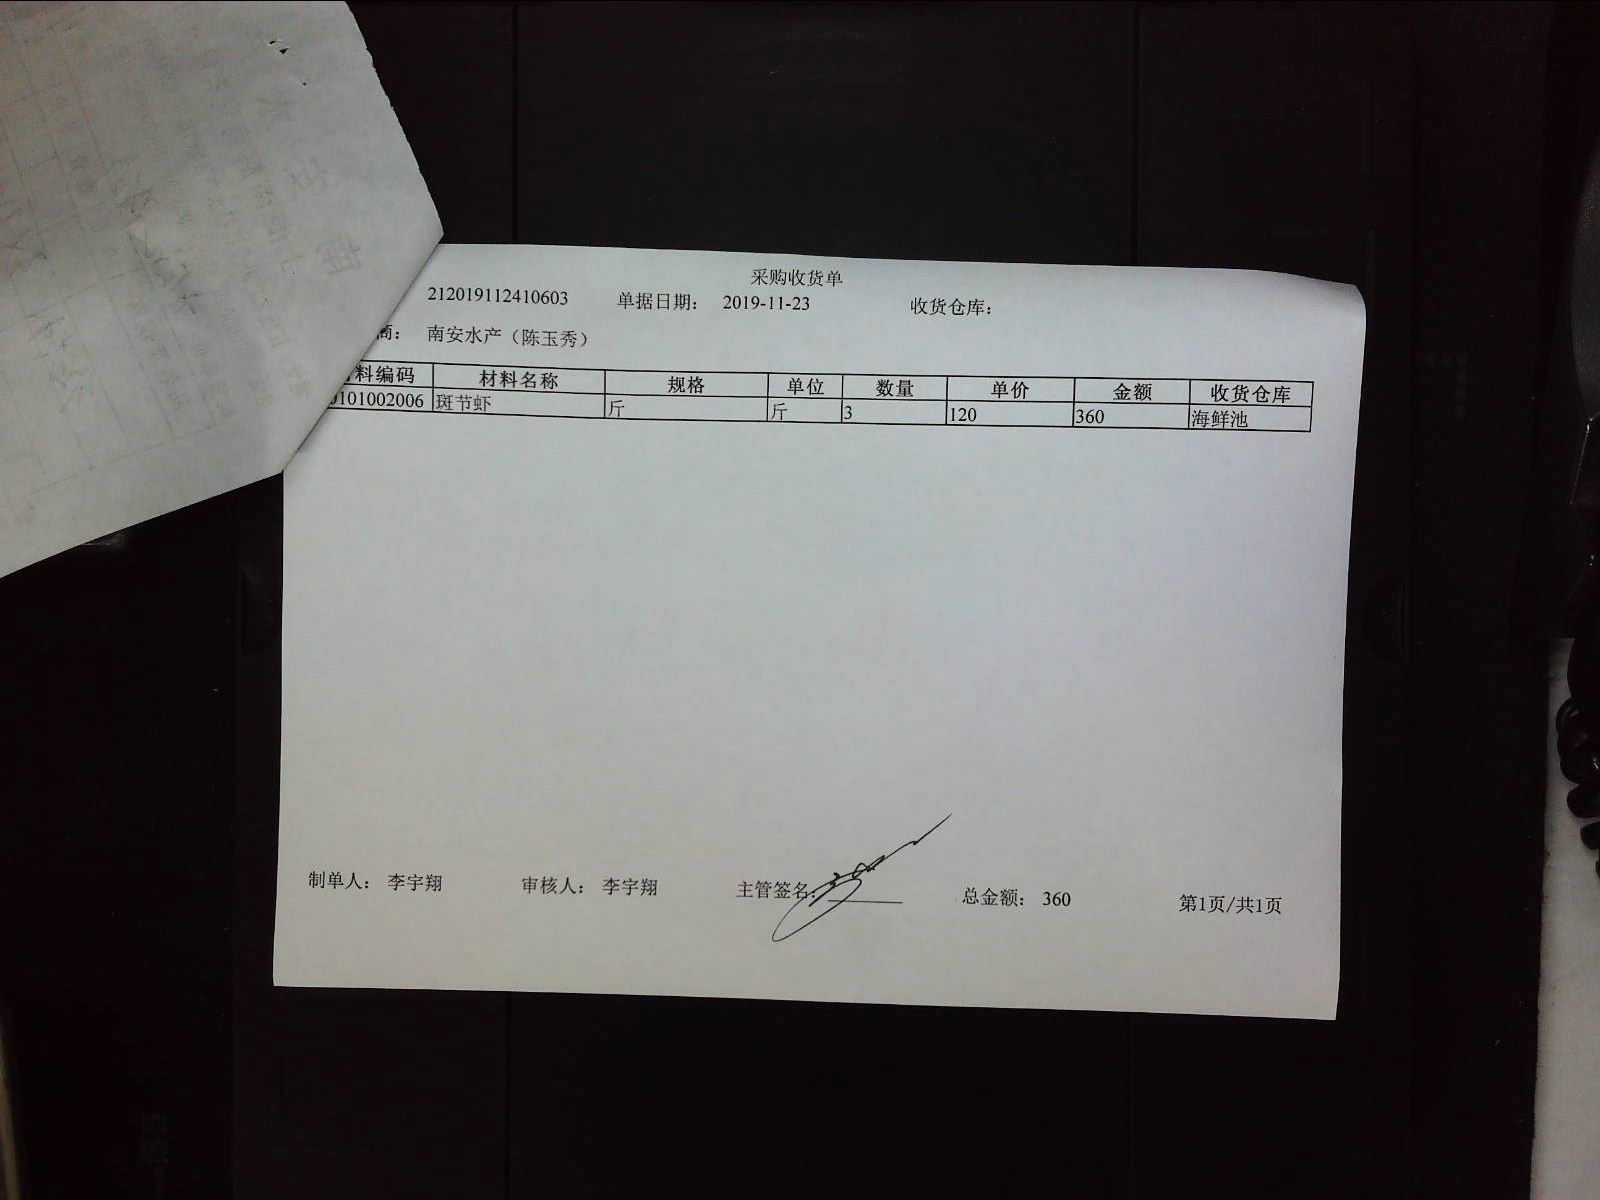 采购收货单
212019112410603 单据日期： 2019-11-23 收货仓库：
商： 南安水产（陈玉秀）
料编码 材料名称 规格 单位 数量 单价 金额 收货仓库
0101002006 斑节虾 斤 斤 3 120 360 海鲜池
制单人： 李宇翔 审核人： 李宇翔 主管签名： 总金额： 360 第1页/共1页